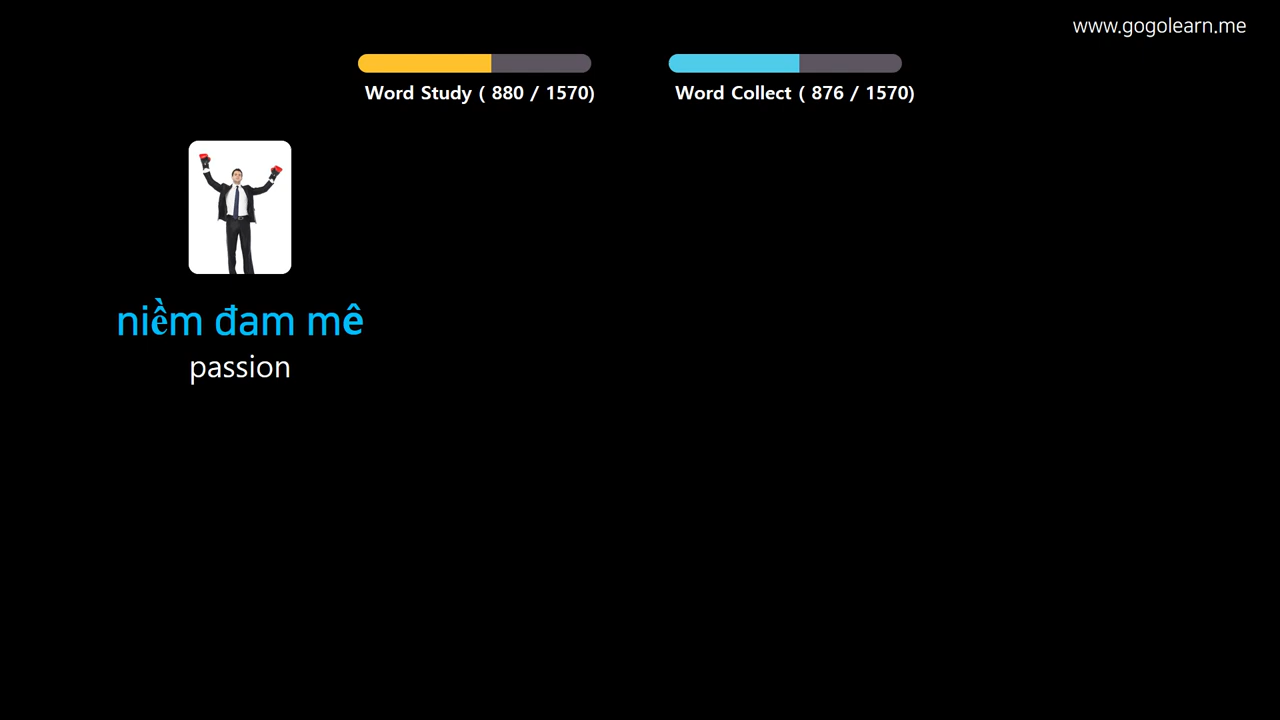 www.gogolearn.me
Word Study ( 880 / 1570)
Word Collect ( 876 / 1570)
niềm đam mê
passion